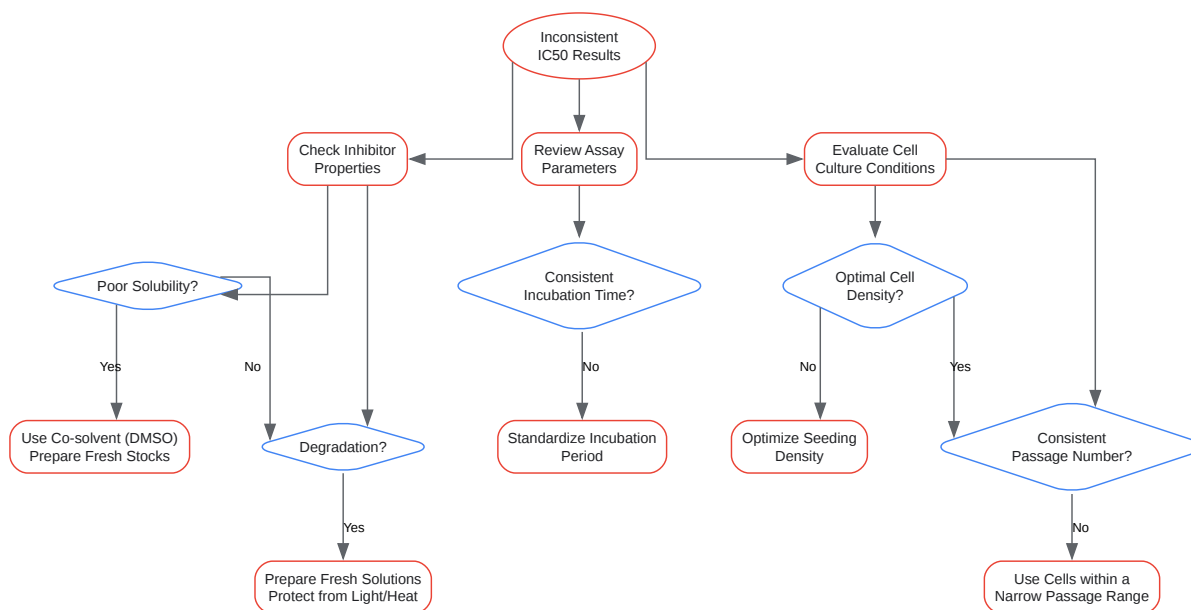 Inconsistent
IC50 Results
Check Inhibitor
Properties
Review Assay
Parameters
Evaluate Cell
Culture Conditions
Poor Solubility?
Consistent
Incubation Time?
Optimal Cell
Density?
Yes
No
No
No
Yes
Use Co-solvent (DMSO)
Prepare Fresh Stocks
Degradation?
Standardize Incubation
Period
Optimize Seeding
Density
Consistent
Passage Number?
Yes
No
Prepare Fresh Solutions
Protect from Light/Heat
Use Cells within a
Narrow Passage Range